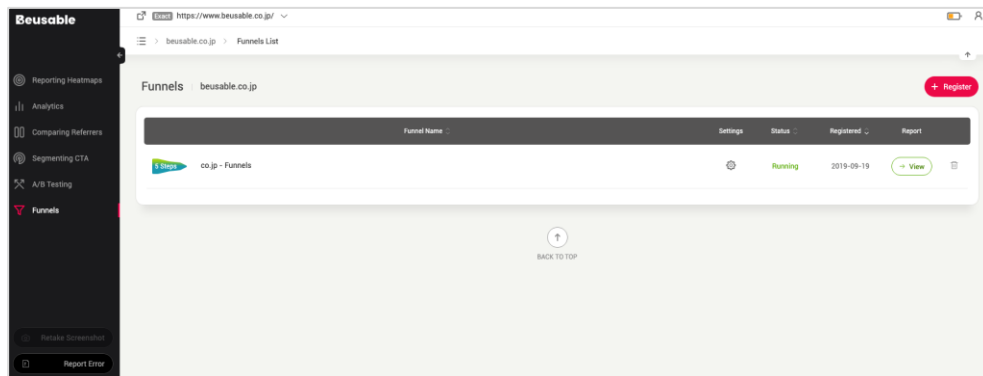 Beusable
Exact https://www.beusable.co.jp/
> beusable.co.jp > Funnels List
Reporting Heatmaps
Analytics
Comparing Referrers
Segmenting CTA
A/B Testing
Funnels
Retake Screenshot
Report Error
Funnels beusable.co.jp
+ Register
Funnel Name Settings Status Registered Report
5 Steps co.jp - Funnels Running 2019-09-19 → View
BACK TO TOP